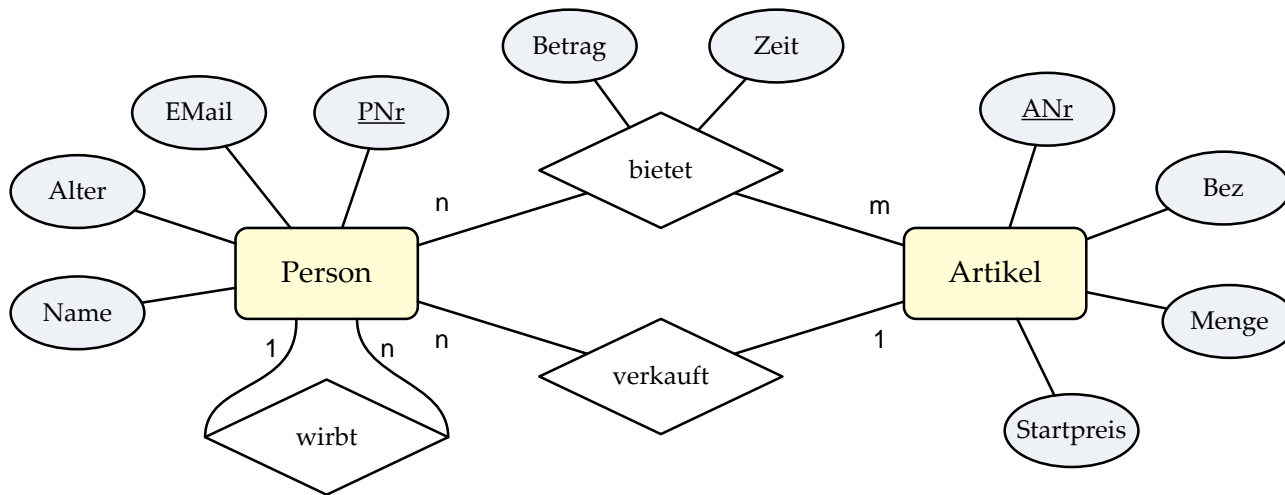 Betrag
Zeit
EMail
PNr
ANr
bietet
Alter
Bez
n
m
Person
Artikel
Name
Menge
1
n
n
1
verkauft
wirbt
Startpreis